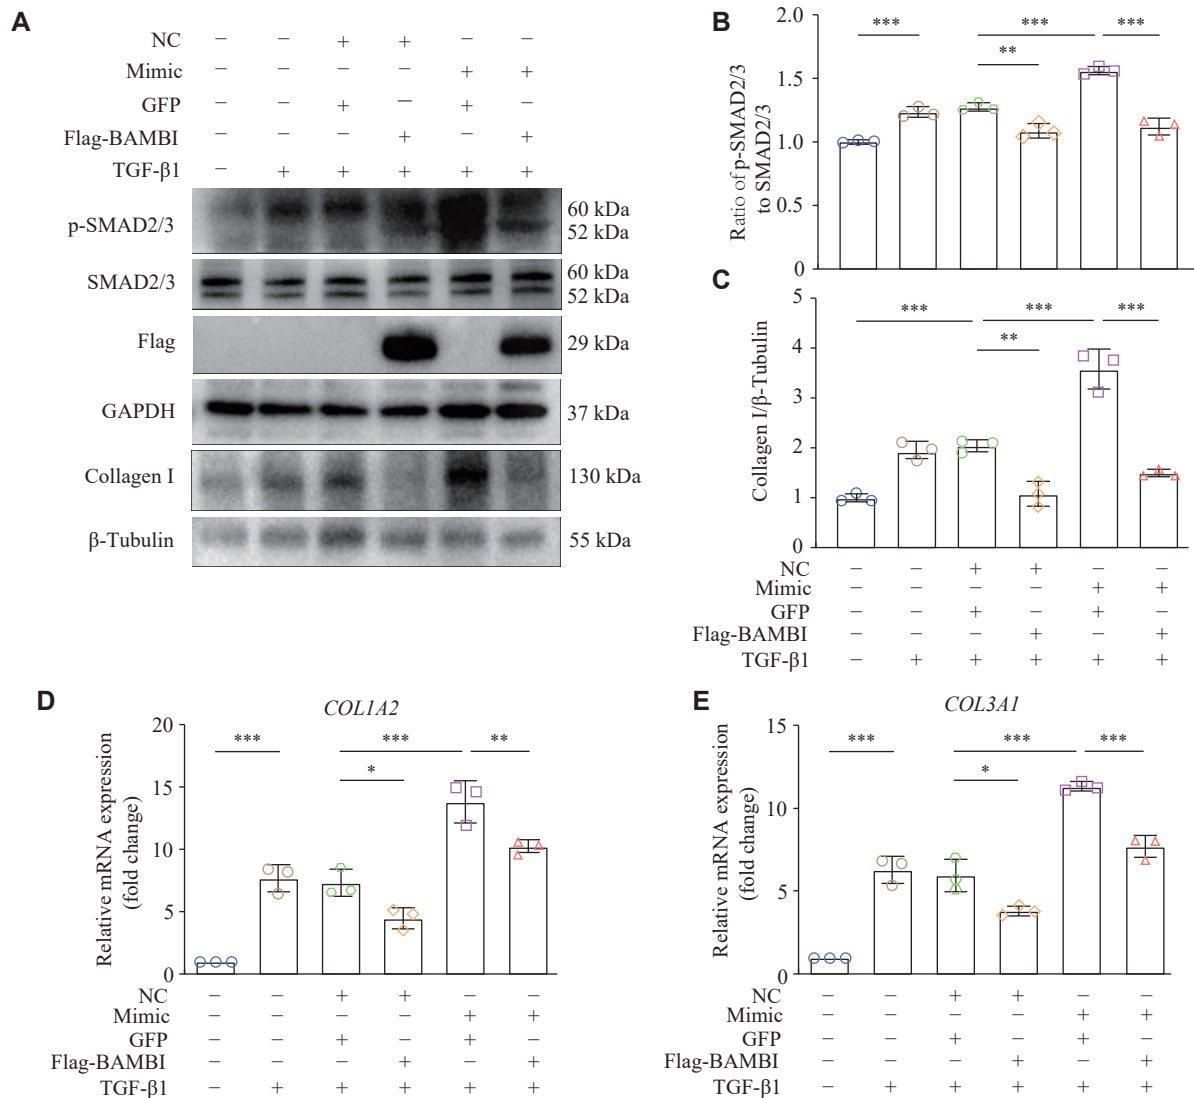 A
NC – – + + – –
Mimic – – – – + +
GFP – – + – + –
Flag-BAMBI – – – + – +
TGF-β1 – + + + + +
p-SMAD2/3
60 kDa
52 kDa
SMAD2/3
60 kDa
52 kDa
Flag
29 kDa
GAPDH
37 kDa
Collagen I
130 kDa
β-Tubulin
55 kDa
B
Ratio of p-SMAD2/3
to SMAD2/3
2.0
1.5
1.0
0.5
0
*** *** ***
**
C
Collagen I/β-Tubulin
5
4
3
2
1
0
*** *** ***
**
NC – – + + – –
Mimic – – – – + +
GFP – – + – + –
Flag-BAMBI – – – + – +
TGF-β1 – + + + + +
D
COL1A2
Relative mRNA expression
(fold change)
20
15
10
5
0
*** *** **
*
NC – – + + – –
Mimic – – – – + +
GFP – – + – + –
Flag-BAMBI – – – + – +
TGF-β1 – + + + + +
E
COL3A1
Relative mRNA expression
(fold change)
15
10
5
0
*** *** ***
*
NC – – + + – –
Mimic – – – – + +
GFP – – + – + –
Flag-BAMBI – – – + – +
TGF-β1 – + + + + +